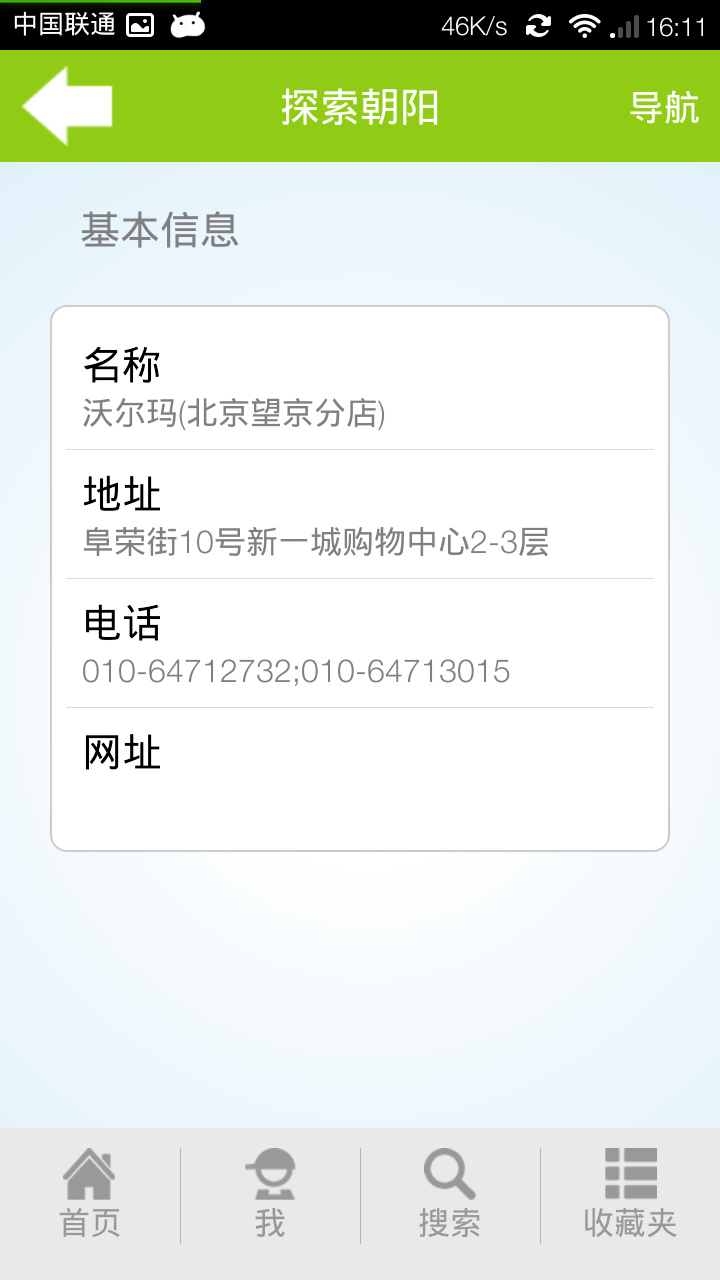 中国联通 46K/s 16:11
探索朝阳 导航
基本信息
名称
沃尔玛(北京望京分店)
地址
阜荣街10号新一城购物中心2-3层
电话
010-64712732;010-64713015
网址
首页 我 搜索 收藏夹